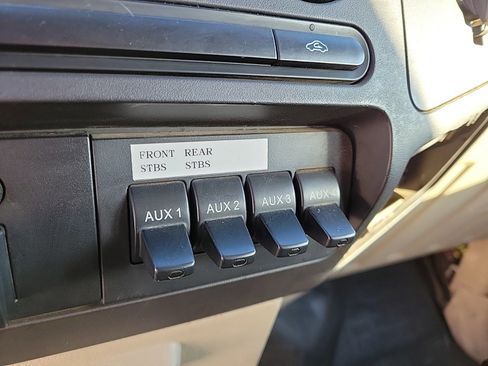 FRONT REAR
STBS STBS
AUX 1 AUX 2 AUX 3 AUX 4